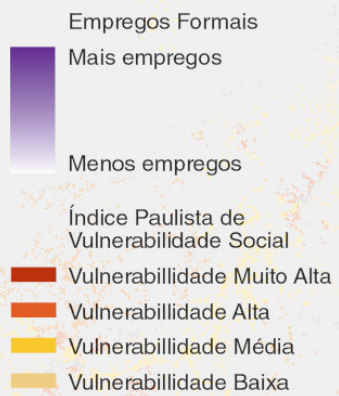 Empregos Formais
Mais empregos
Menos empregos
Índice Paulista de
Vulnerabilidade Social
Vulnerabillidade Muito Alta
Vulnerabillidade Alta
Vulnerabillidade Média
Vulnerabillidade Baixa